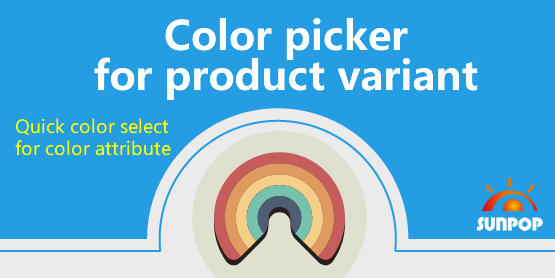 Color picker
for product variant
Quick color select
for color attribute
SUNPOP